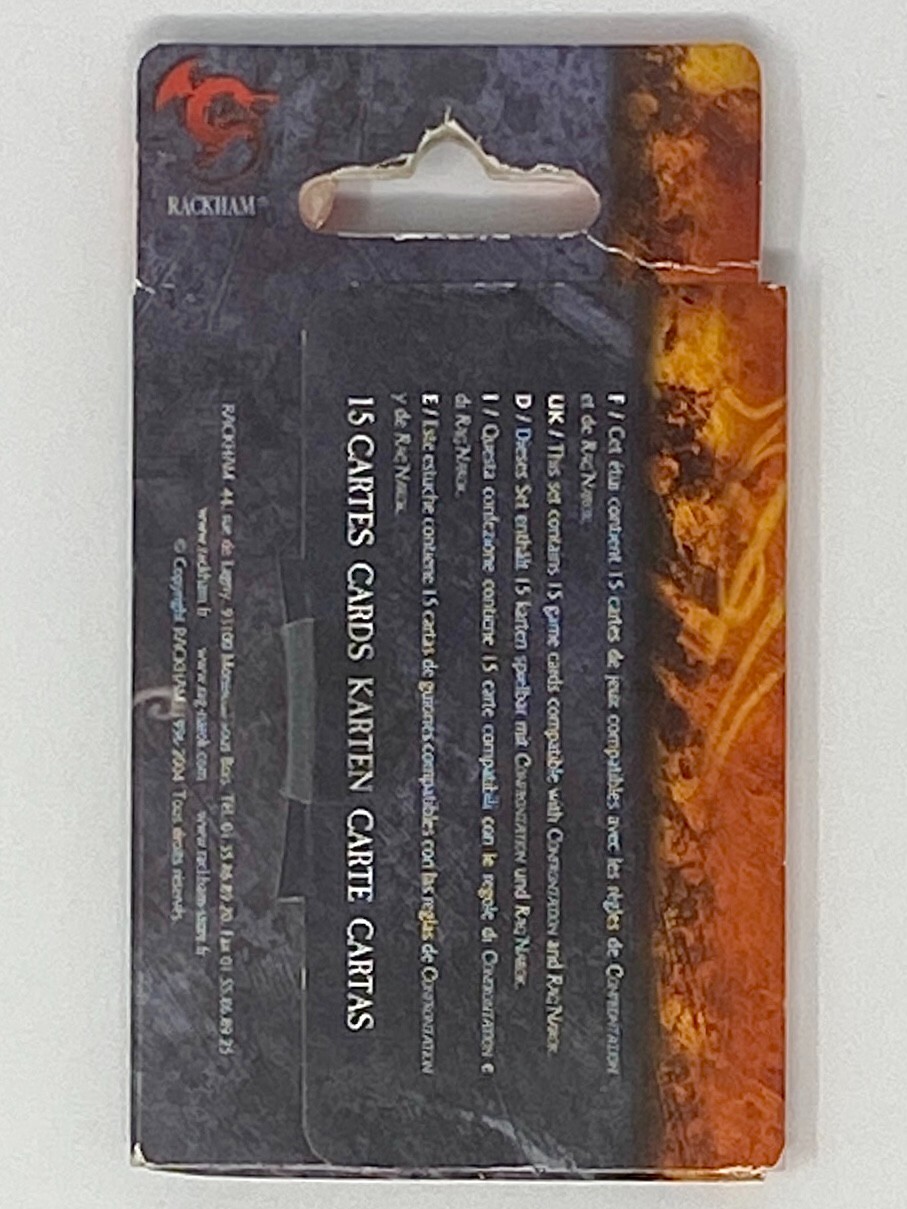 RACKHAM®
F / Cet étui contient 15 cartes de jeux compatibles avec les règles de CONFRONTATION
et de RAG'NAROK.
UK / This set contains 15 game cards compatible with CONFRONTATION and RAG'NAROK.
D / Dieses Set enthält 15 karten spielbar mit CONFRONTATION und RAG'NAROK.
I / Questa confezione contiene 15 carte compatibili con le regole di CONFRONTATION e
di RAG'NAROK.
E / Este estuche contiene 15 cartas de guiones compatibles con las reglas de CONFRONTATION
y de RAG'NAROK.
15 CARTES CARDS KARTEN CARTE CARTAS
RACKHAM 44, rue de Lagny, 93100 sous Bois. Tél. 01 55.86.89.20, Fax 01 55.86.89.25
www.rackham.fr www.rag-narok.com www.rackham-store.fr
© Copyright RACKHAM 1996-2004 Tous droits réservés.